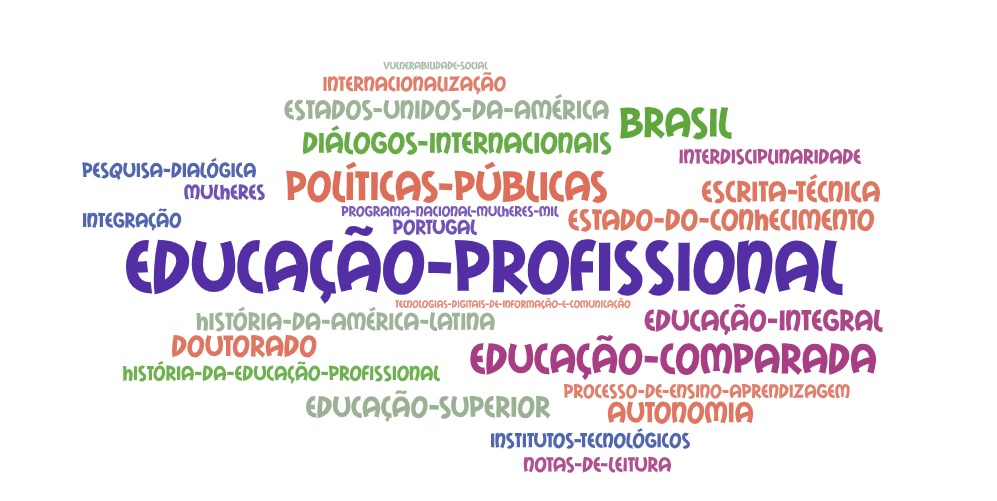 VULNERABILIDADE-SOCIAL
INTERNACIONALIZAÇÃO
ESTADOS-UNIDOS-DA-AMÉRICA
BRASIL
DIÁLOGOS-INTERNACIONAIS
INTERDISCIPLINARIDADE
PESQUISA-DIALÓGICA
MULHERES
POLÍTICAS-PÚBLICAS
ESCRITA-TÉCNICA
PROGRAMA-NACIONAL-MULHERES-MIL
INTEGRAÇÃO
PORTUGAL
ESTADO-DO-CONHECIMENTO
EDUCAÇÃO-PROFISSIONAL
TECNOLOGIAS-DIGITAIS-DE-INFORMAÇÃO-E-COMUNICAÇÃO
HISTÓRIA-DA-AMÉRICA-LATINA
EDUCAÇÃO-INTEGRAL
DOUTORADO
EDUCAÇÃO-COMPARADA
HISTÓRIA-DA-EDUCAÇÃO-PROFISSIONAL
PROCESSO-DE-ENSINO-APRENDIZAGEM
EDUCAÇÃO-SUPERIOR
AUTONOMIA
INSTITUTOS-TECNOLÓGICOS
NOTAS-DE-LEITURA